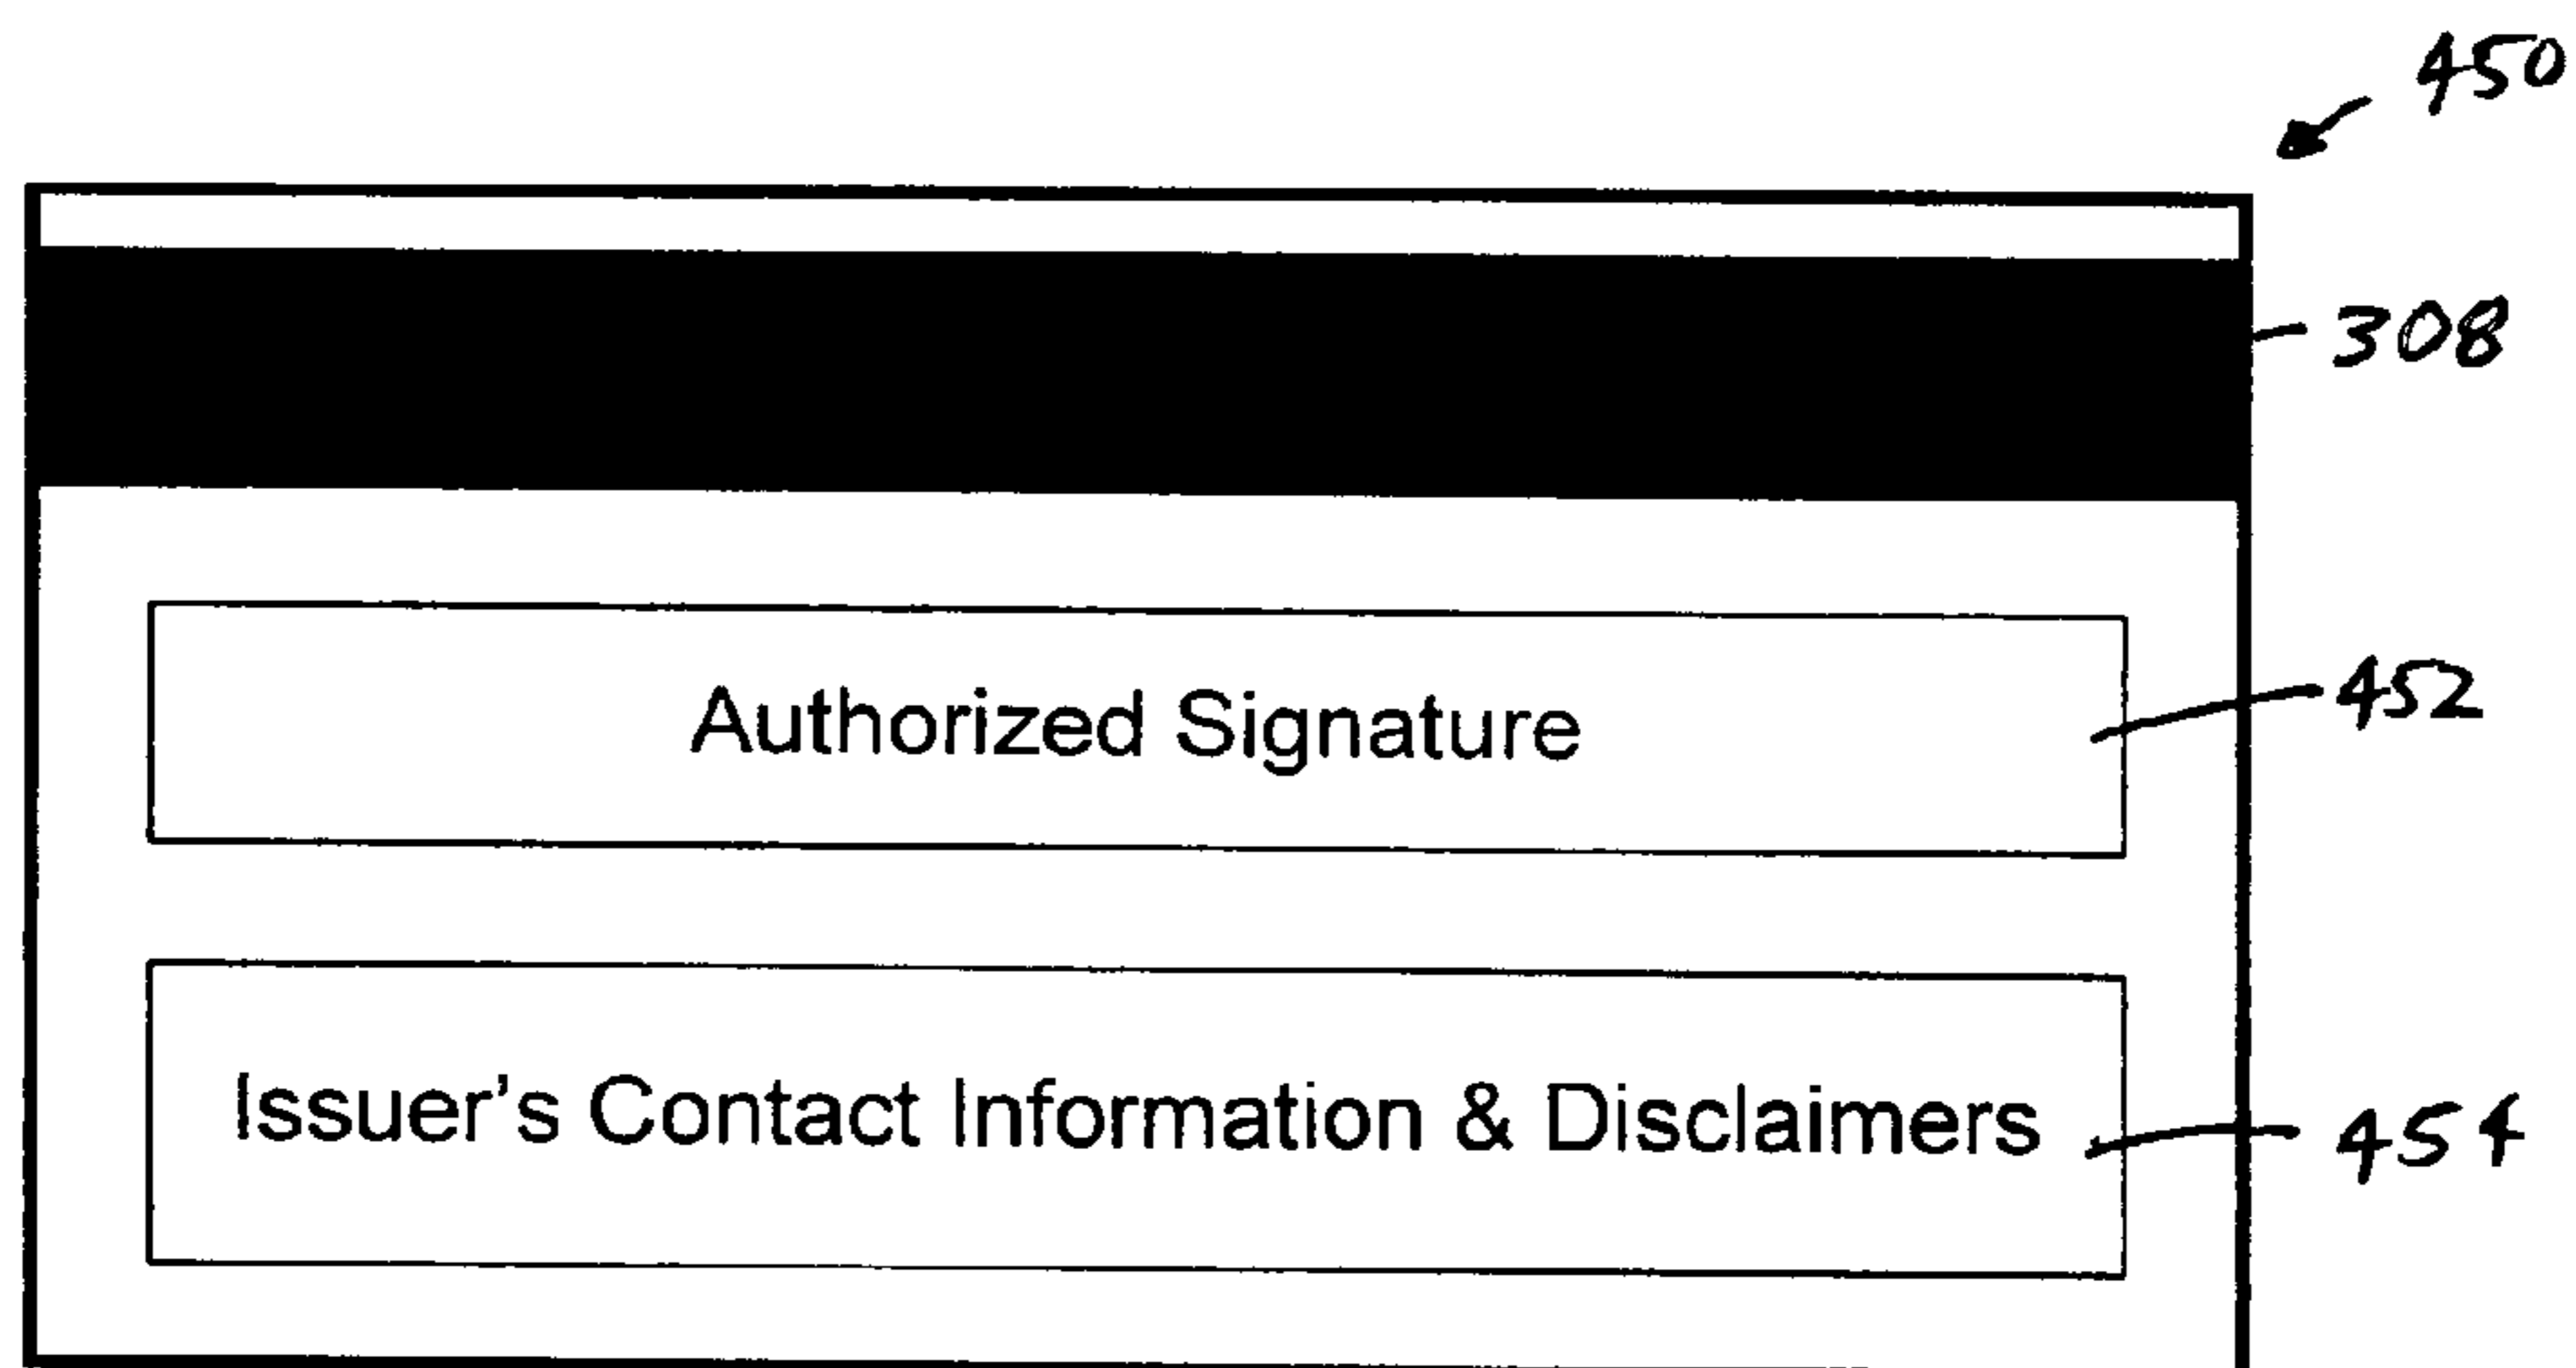 450
308
Authorized Signature
452
Issuer's Contact Information & Disclaimers
454